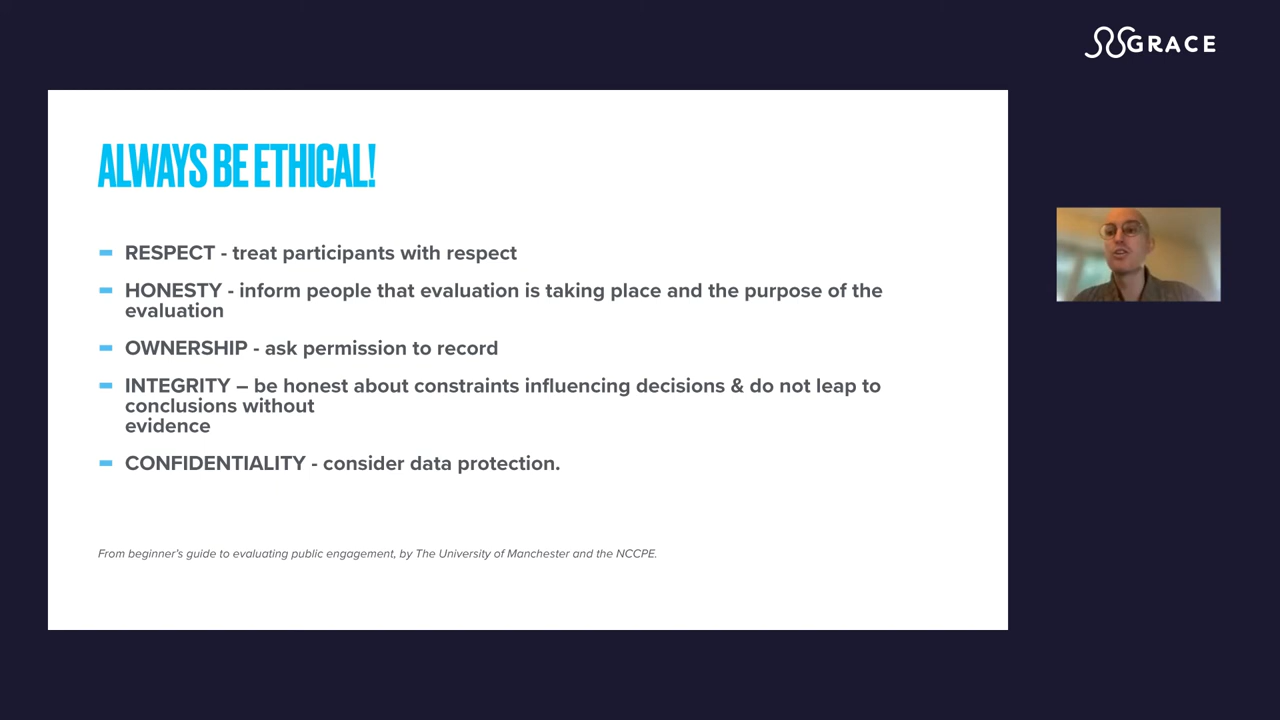 GRACE
ALWAYS BE ETHICAL!
RESPECT - treat participants with respect
HONESTY - inform people that evaluation is taking place and the purpose of the
evaluation
OWNERSHIP - ask permission to record
INTEGRITY – be honest about constraints influencing decisions & do not leap to
conclusions without
evidence
CONFIDENTIALITY - consider data protection.
From beginner's guide to evaluating public engagement, by The University of Manchester and the NCCPE.